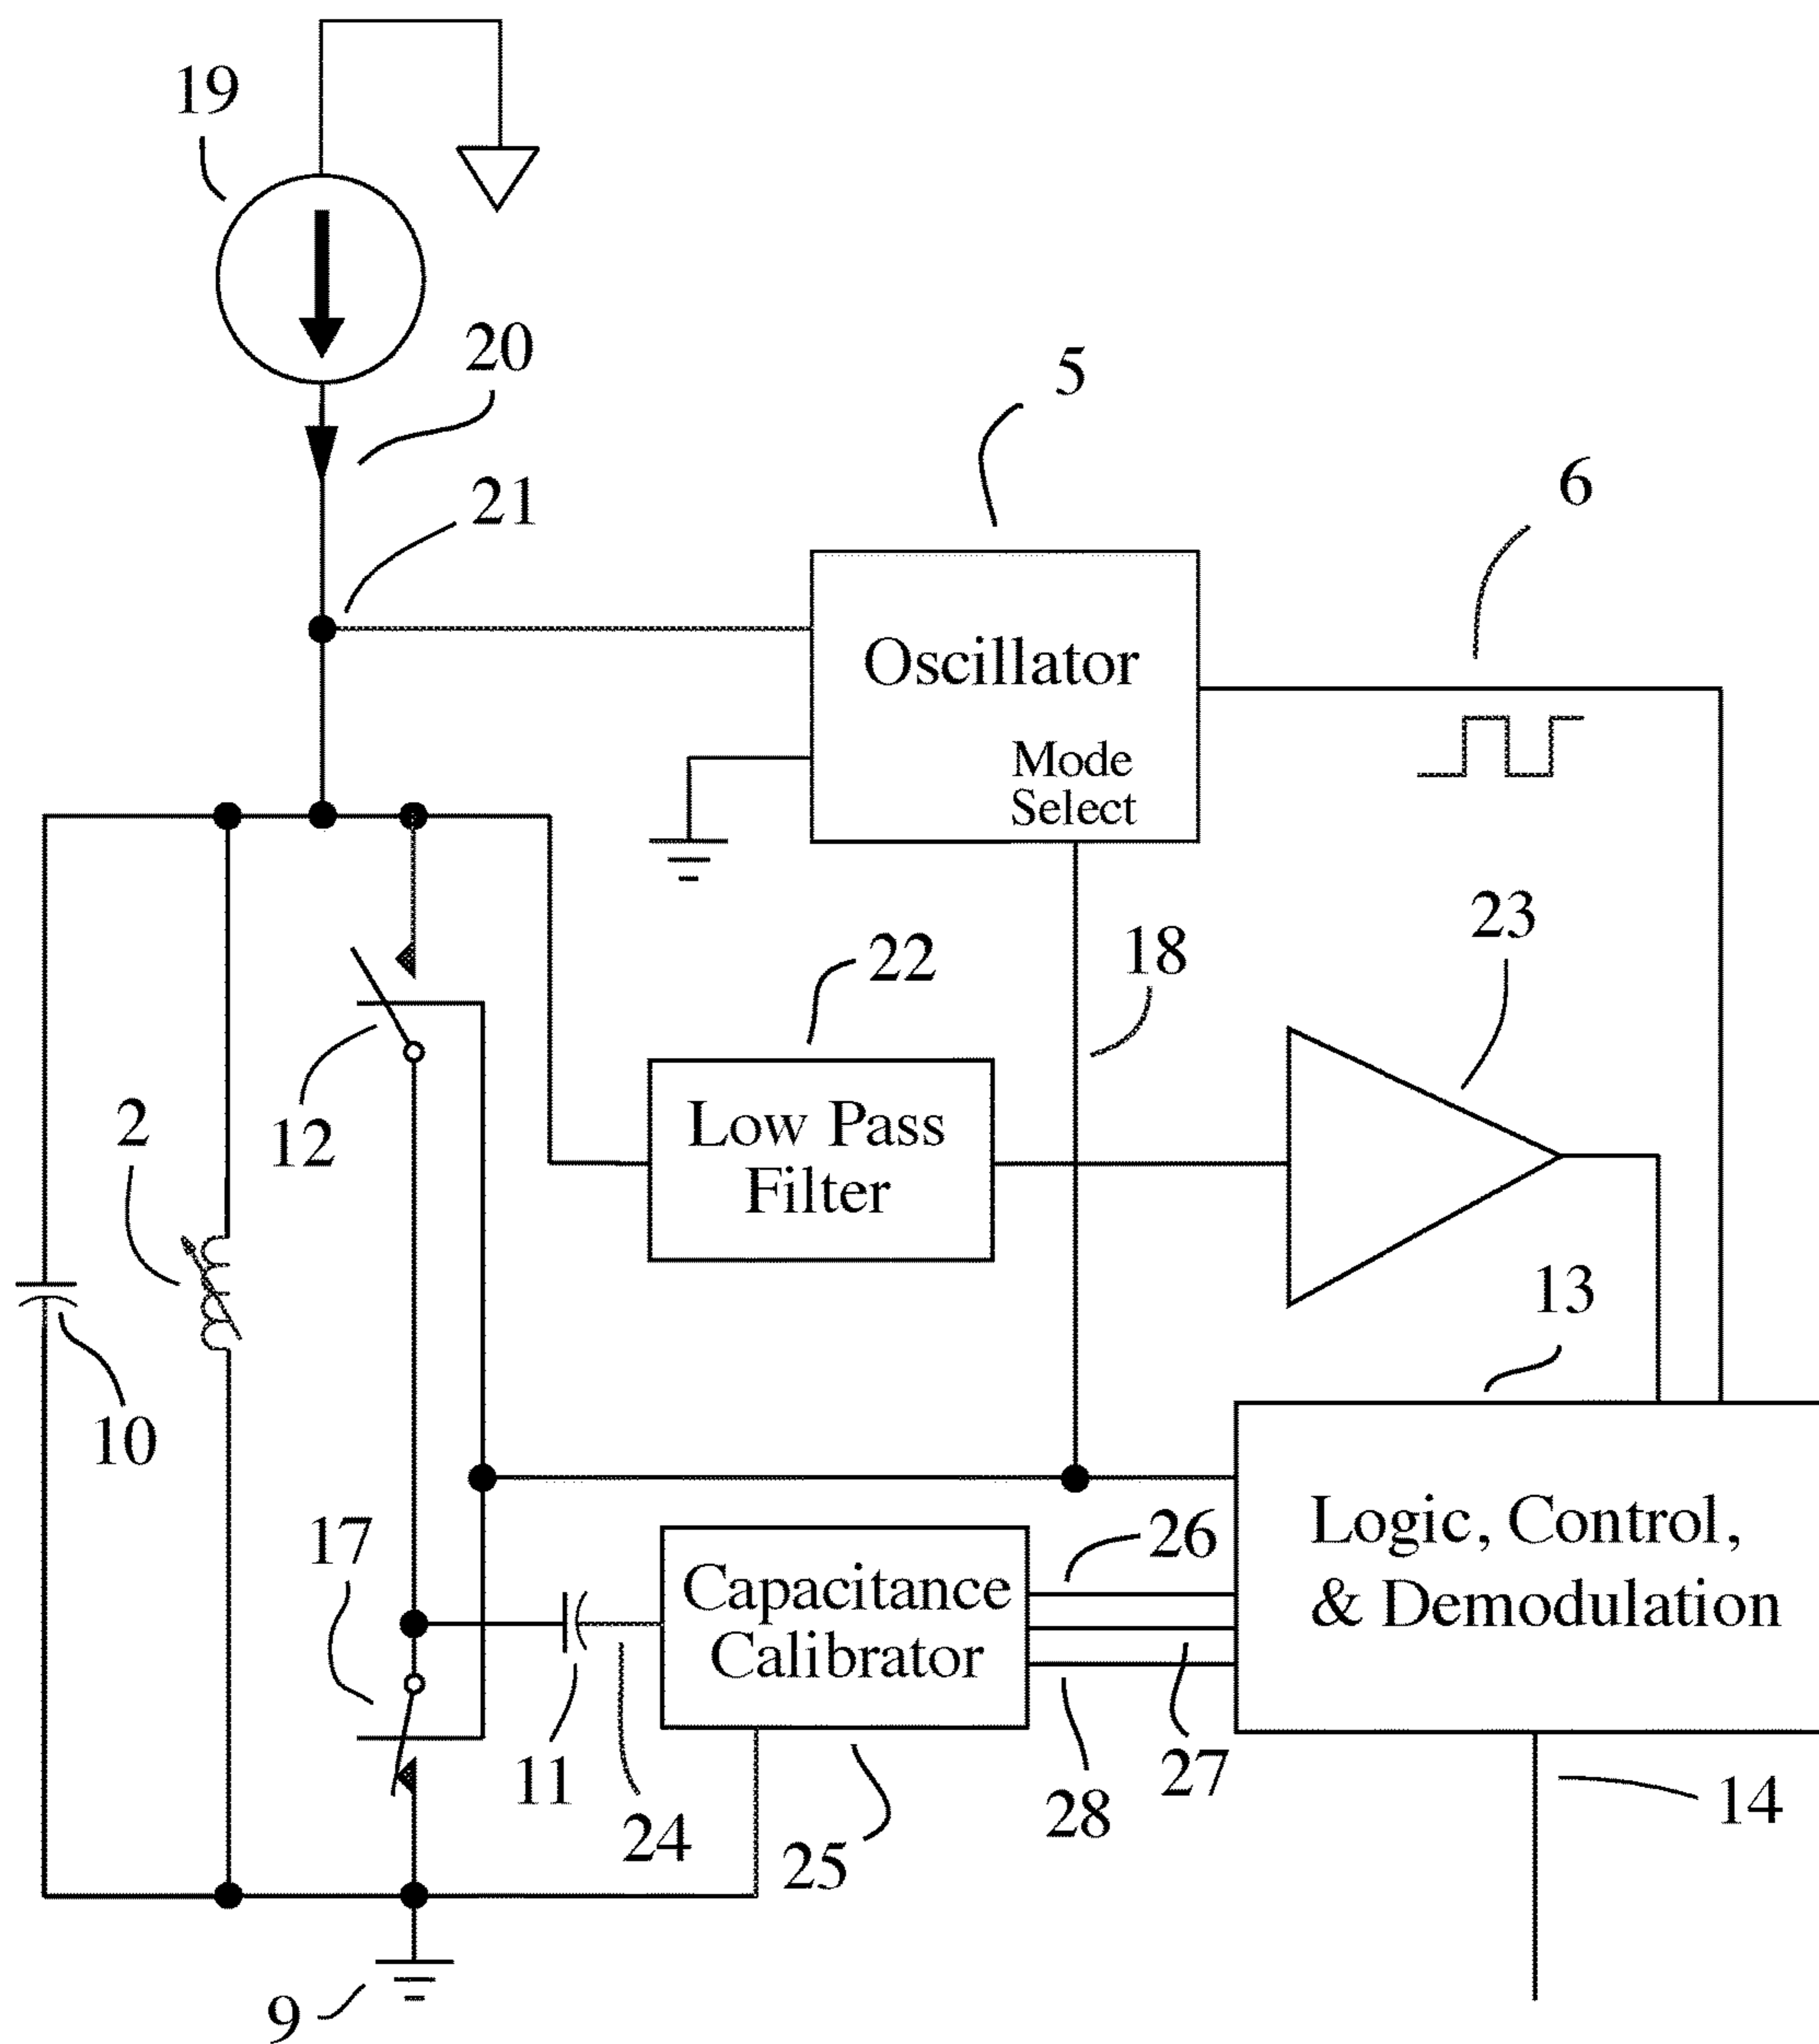 19
20
5
21
6
Oscillator
Mode
Select
23
22
18
Low Pass
Filter
2
12
13
10
17
26
Logic, Control,
& Demodulation
Capacitance
Calibrator
11
27
28
14
24
25
9